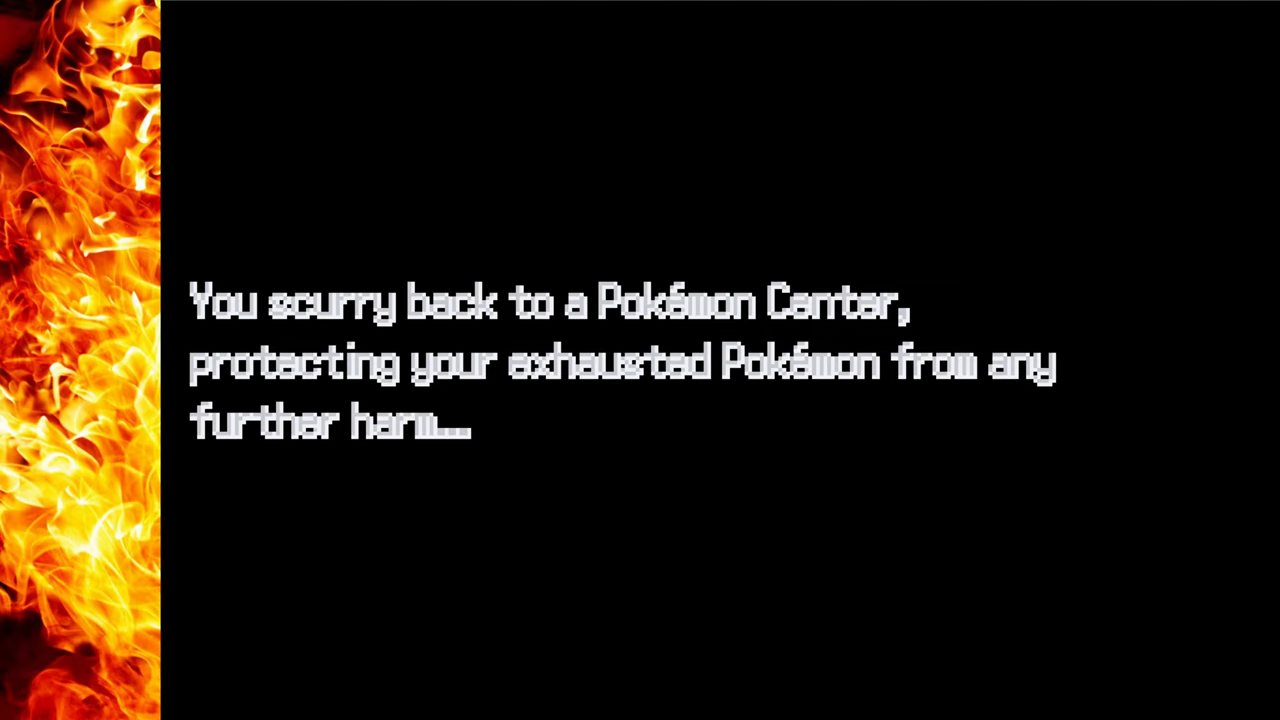 You scurry back to a Pokémon Center,
protecting your exhausted Pokémon from any
further harm...